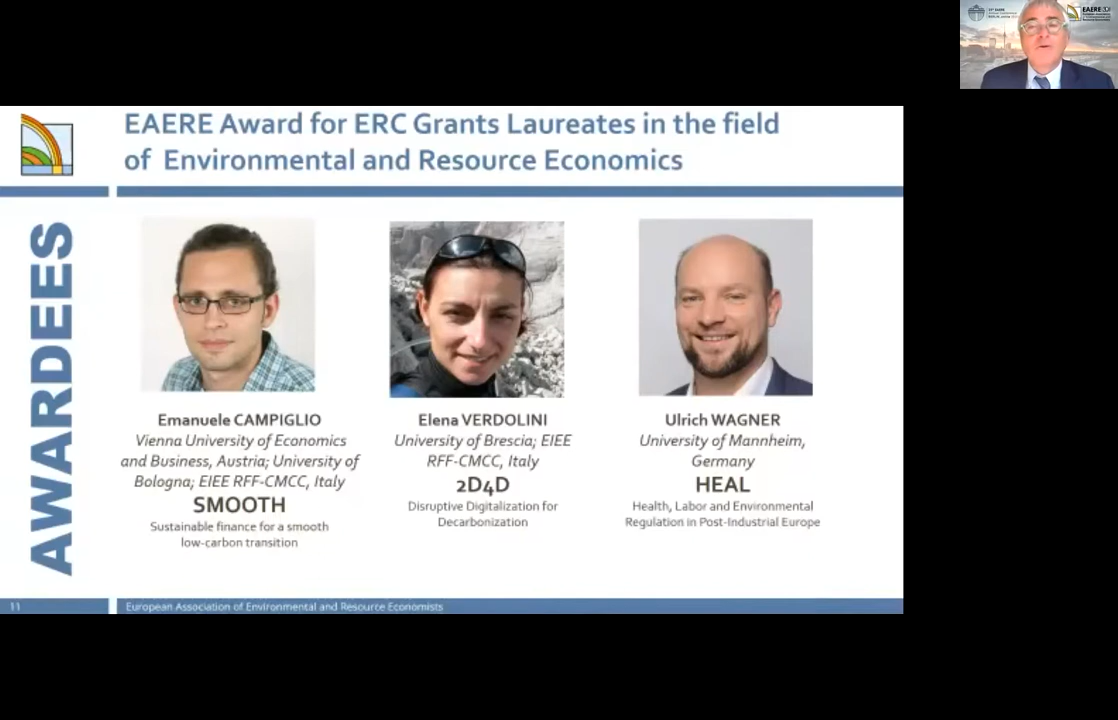 EAERE Award for ERC Grants Laureates in the field
of Environmental and Resource Economics
AWARDEES
Emanuele CAMPIGLIO
Vienna University of Economics
and Business, Austria; University of
Bologna; EIEE RFF-CMCC, Italy
SMOOTH
Sustainable finance for a smooth
low-carbon transition
Elena VERDOLINI
University of Brescia; EIEE
RFF-CMCC, Italy
2D4D
Disruptive Digitalization for
Decarbonization
Ulrich WAGNER
University of Mannheim,
Germany
HEAL
Health, Labor and Environmental
Regulation in Post-Industrial Europe
11
European Association of Environmental and Resource Economists
EAERE